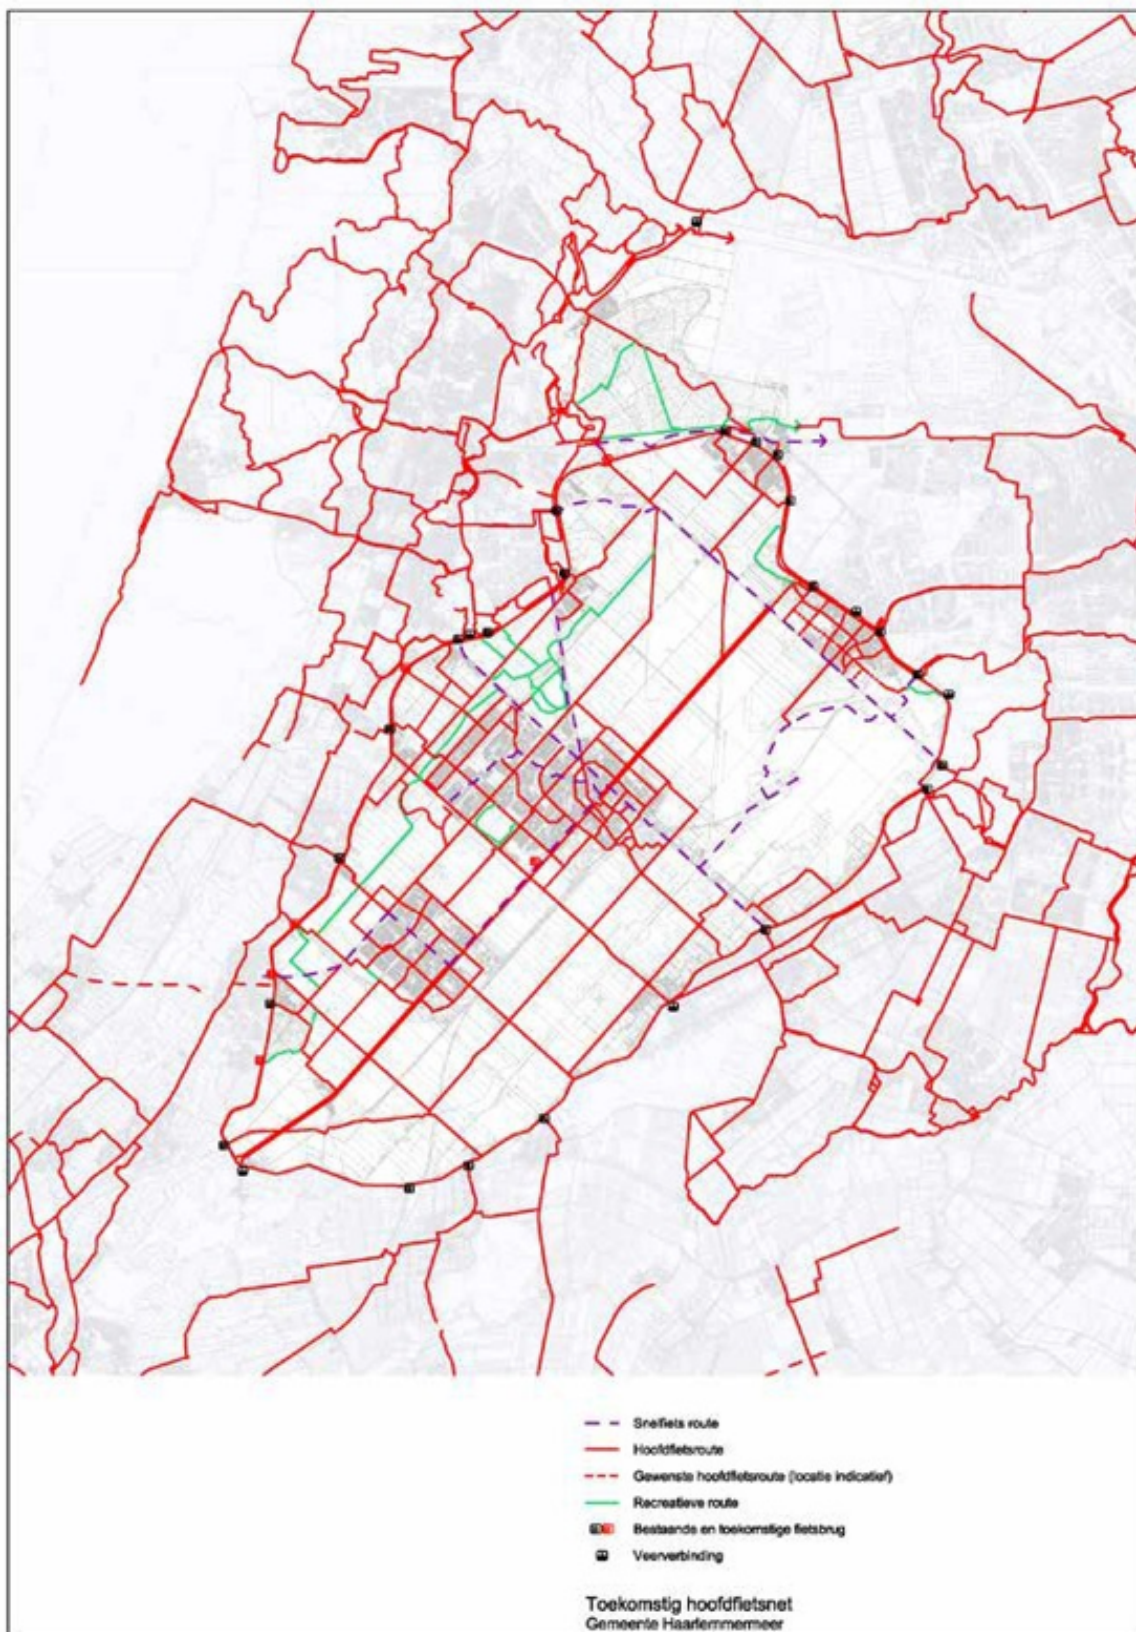 Snelfiets route
Hoofdfietsroute
Gewenste hoofdfietsroute (locatie indicatief)
Recreatieve route
Bestaande en toekomstige fietsbrug
Veerverbinding
Toekomstig hoofdfietsnet
Gemeente Haarlemmermeer